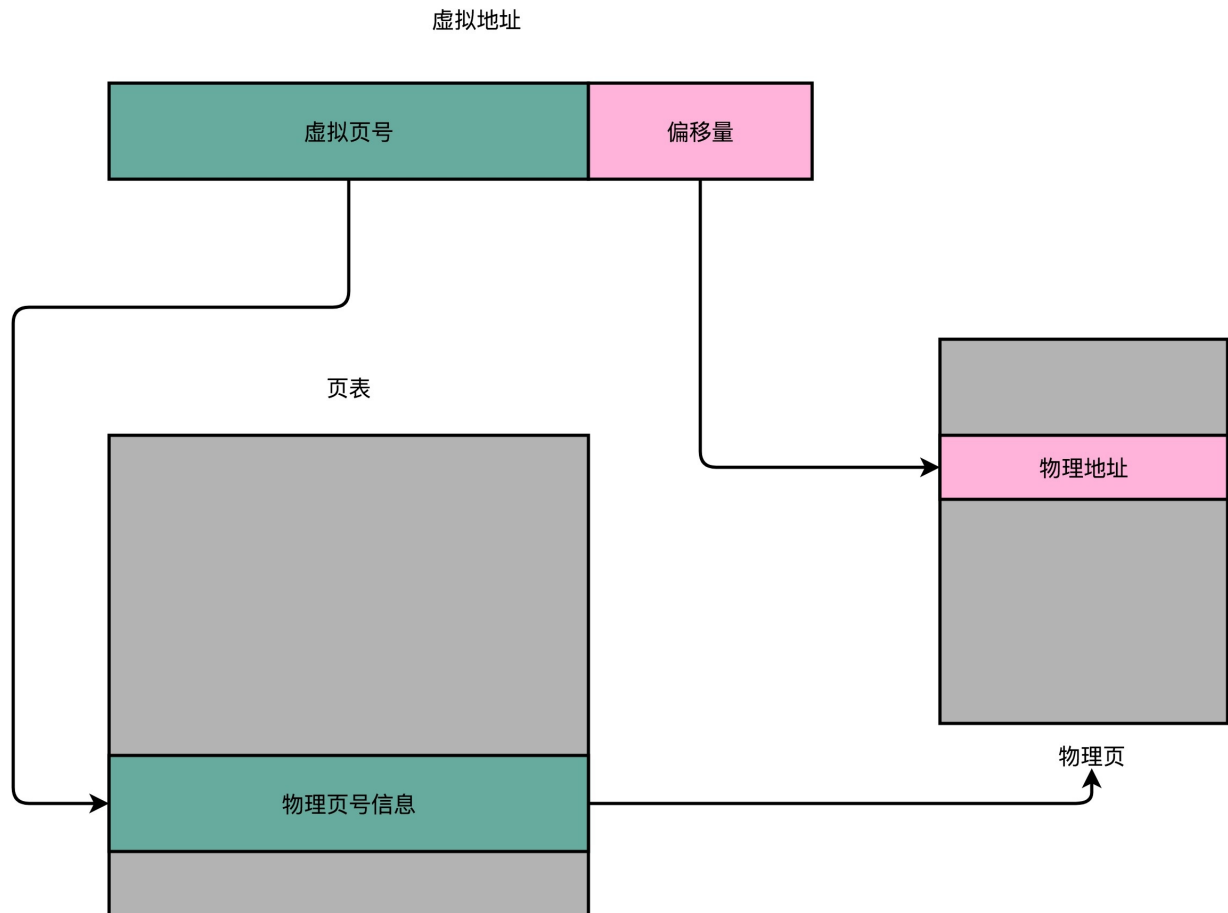 虚拟地址
虚拟页号
偏移量
页表
物理地址
物理页
物理页号信息